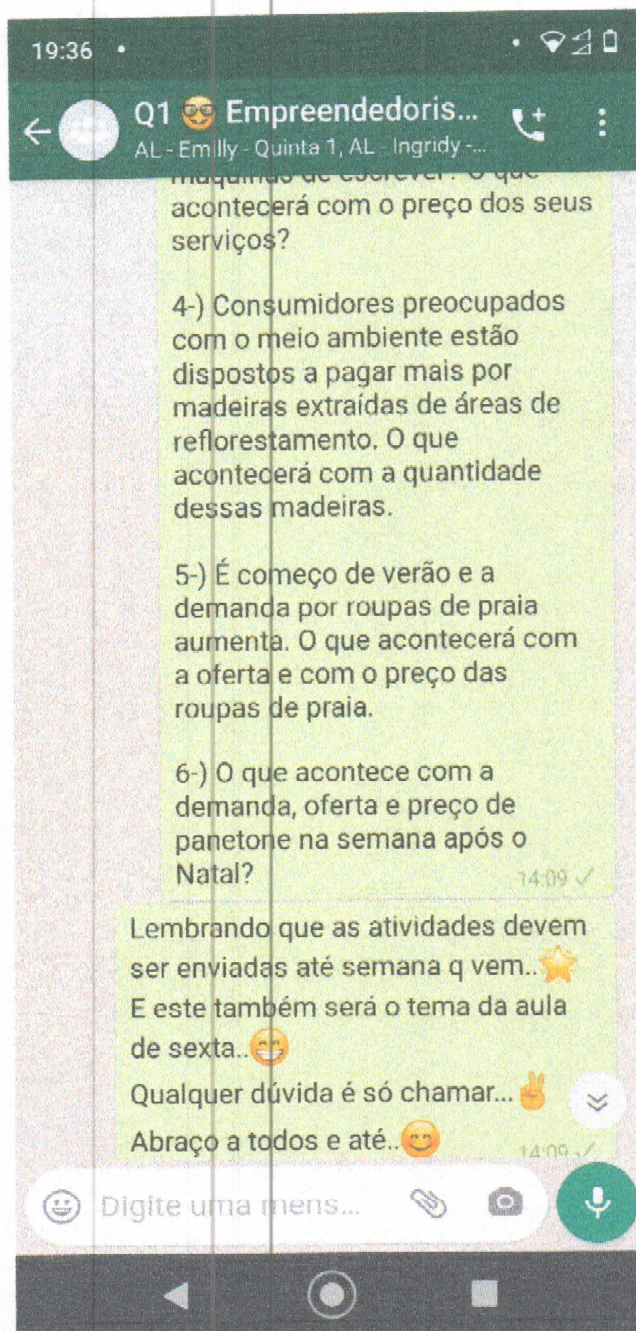 19:36
Q1 🤓 Empreendedoris...
AL - Emilly - Quinta 1, AL - Ingridy -...
máquinas de escrever? O que
acontecerá com o preço dos seus
serviços?
4-) Consumidores preocupados
com o meio ambiente estão
dispostos a pagar mais por
madeiras extraídas de áreas de
reflorestamento. O que
acontecerá com a quantidade
dessas madeiras.
5-) É começo de verão e a
demanda por roupas de praia
aumenta. O que acontecerá com
a oferta e com o preço das
roupas de praia.
6-) O que acontece com a
demanda, oferta e preço de
panetone na semana após o
Natal?
14:09
Lembrando que as atividades devem
ser enviadas até semana q vem..⭐
E este também será o tema da aula
de sexta..😁
Qualquer dúvida é só chamar...✌
Abraço a todos e até..😊
14:09
Digite uma mens...